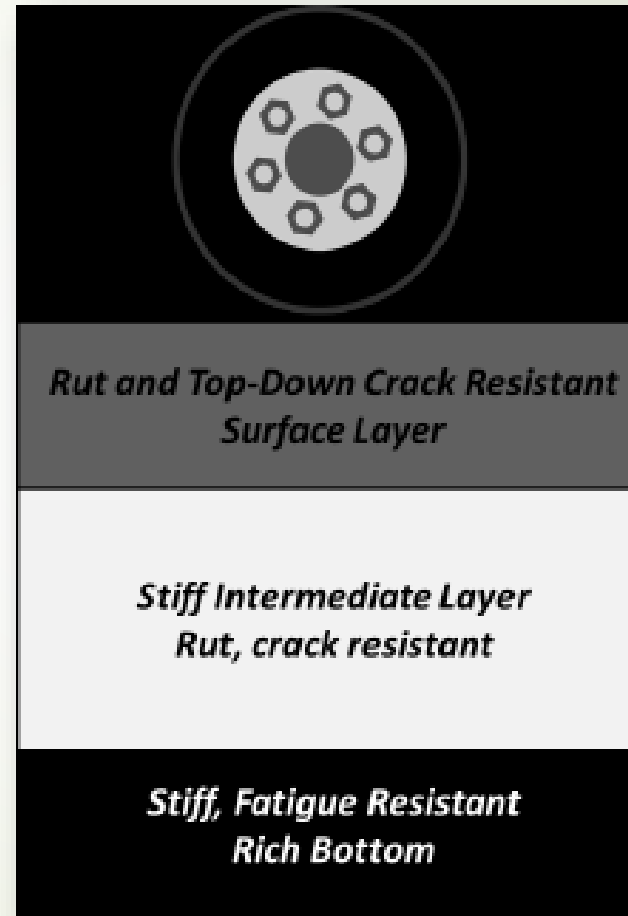 Rut and Top-Down Crack Resistant
Surface Layer
Stiff Intermediate Layer
Rut, crack resistant
Stiff, Fatigue Resistant
Rich Bottom